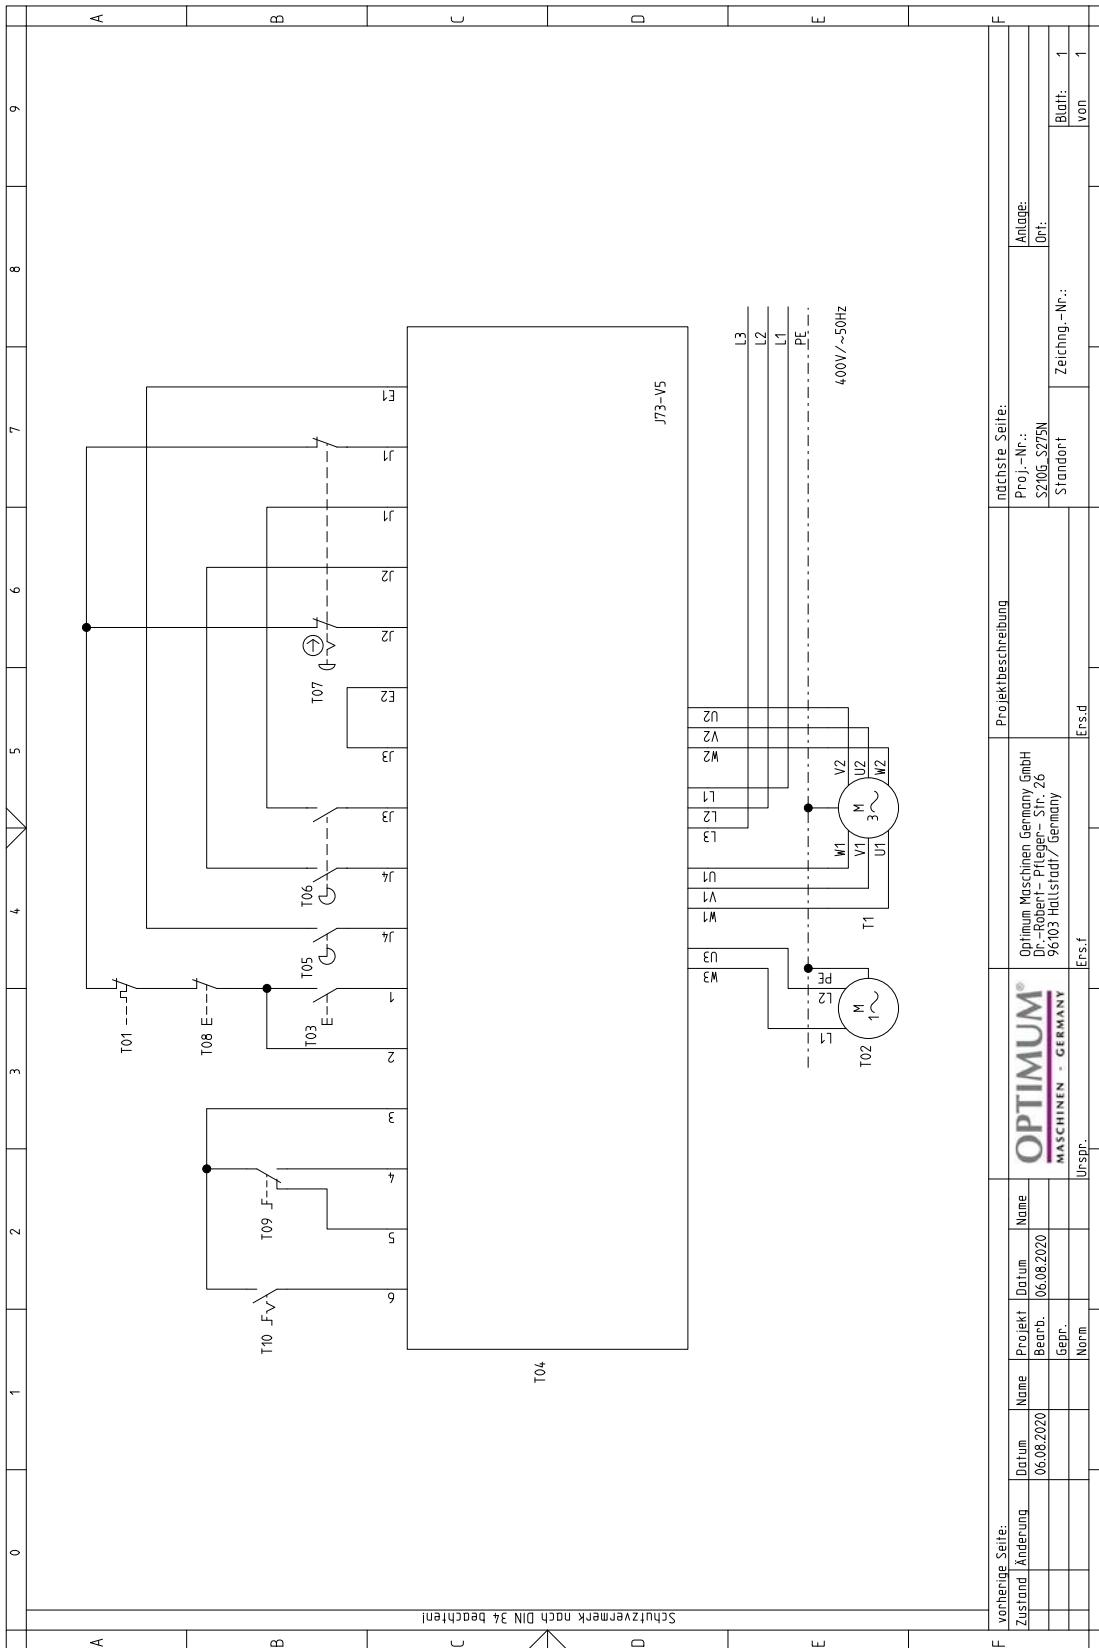 0 1 2 3 4 5 6 7 8 9
A A
B B
C C
D D
E E
F F
Schutzvermerk nach DIN 34 beachten!
T10
T09
T08
T01
T03
T05
T06
T07
6 5 4 3 2 1 J4 J4 J3 J3 E2 J2 J2 J1 J1 E1
T04
J73-V5
W3 U3 W1 V1 U1 L3 L2 L1 W2 V2 U2
L3
L2
L1
PE
400V/~50Hz
L1 L2 PE
M
1~
T02
W1 V2
V1 U2
U1 W2
M
3~
T1
vorherige Seite:
Zustand Änderung Datum Name Projekt Datum Name
06.08.2020 Bearb. 06.08.2020
Gepr.
Norm
Urspr.
OPTIMUM®
MASCHINEN - GERMANY
Optimum Maschinen Germany GmbH
Dr.-Robert- Pfleger- Str. 26
96103 Hallstadt/ Germany
Ers.f
Ers.d
Projektbeschreibung
nächste Seite:
Proj.-Nr.:
S210G_S275N
Standort
Anlage:
Ort:
Zeichng.-Nr.:
Blatt: 1
von 1